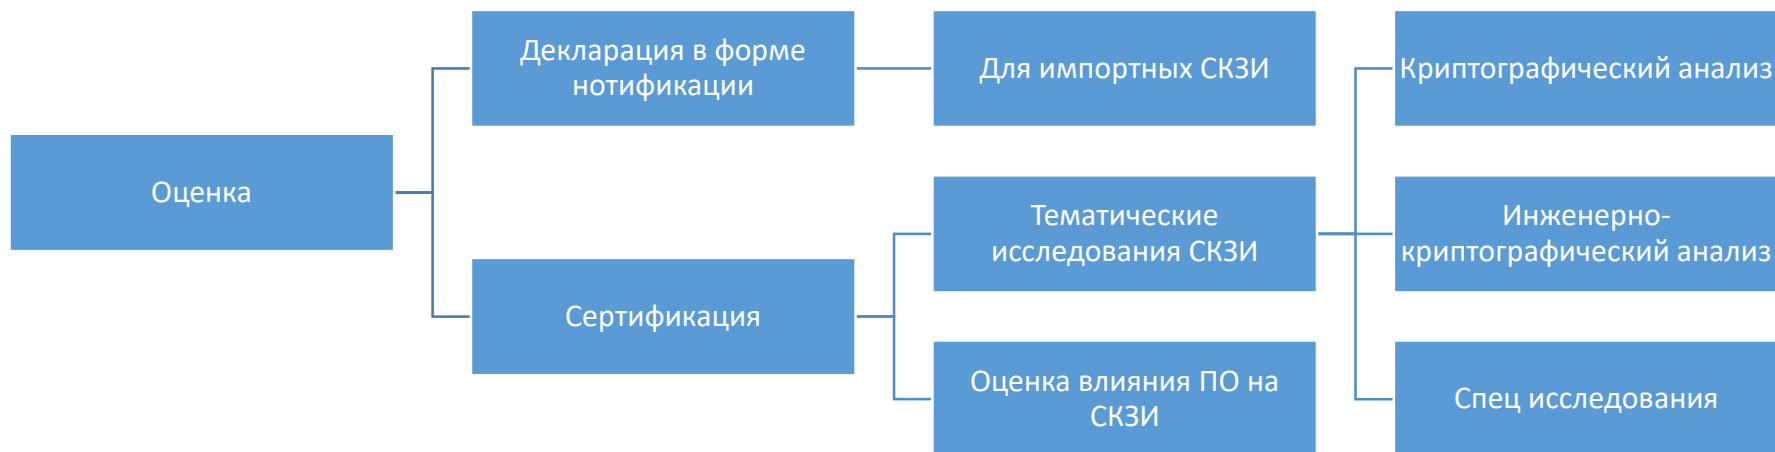 Оценка
Декларация в форме
нотификации
Сертификация
Для импортных СКЗИ
Тематические
исследования СКЗИ
Оценка влияния ПО на
СКЗИ
Криптографический анализ
Инженерно-
криптографический анализ
Спец исследования